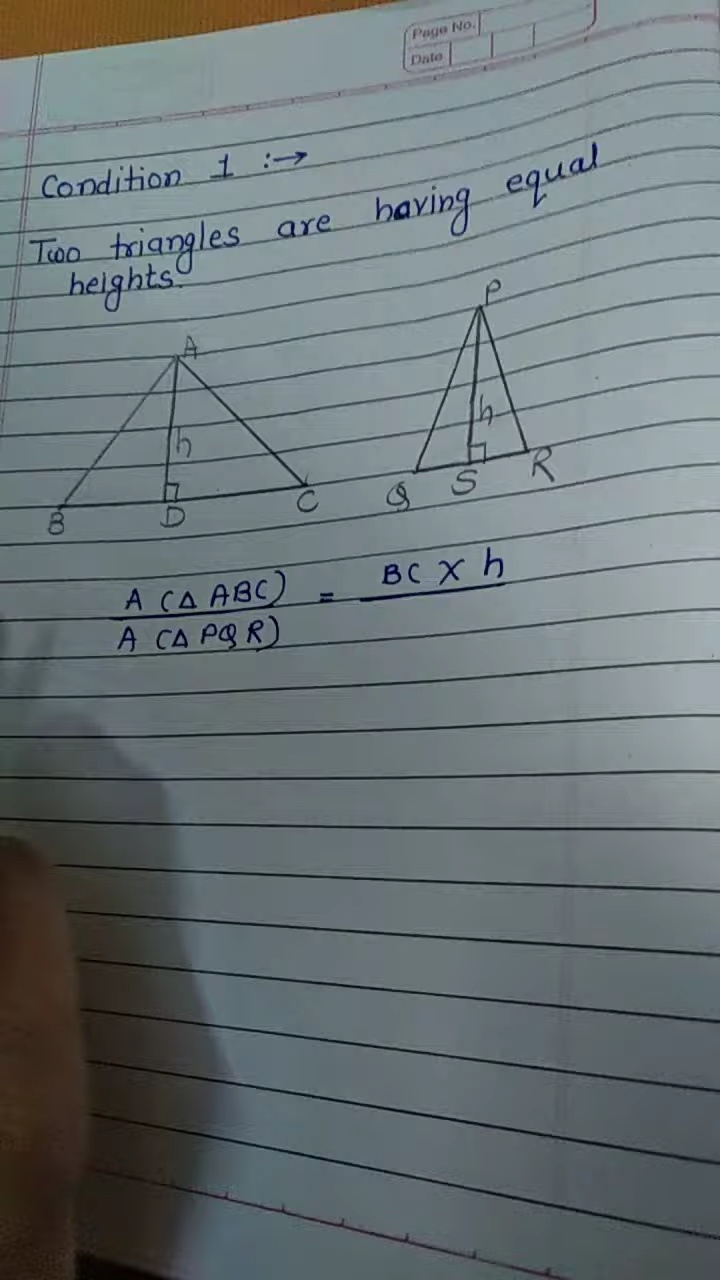 Page No.
Date
Condition 1 :→
Two triangles are having equal
heights.
A
h
B
D
C
P
h
Q
S
R
A (△ ABC) = BC X h
A (△ PQR)